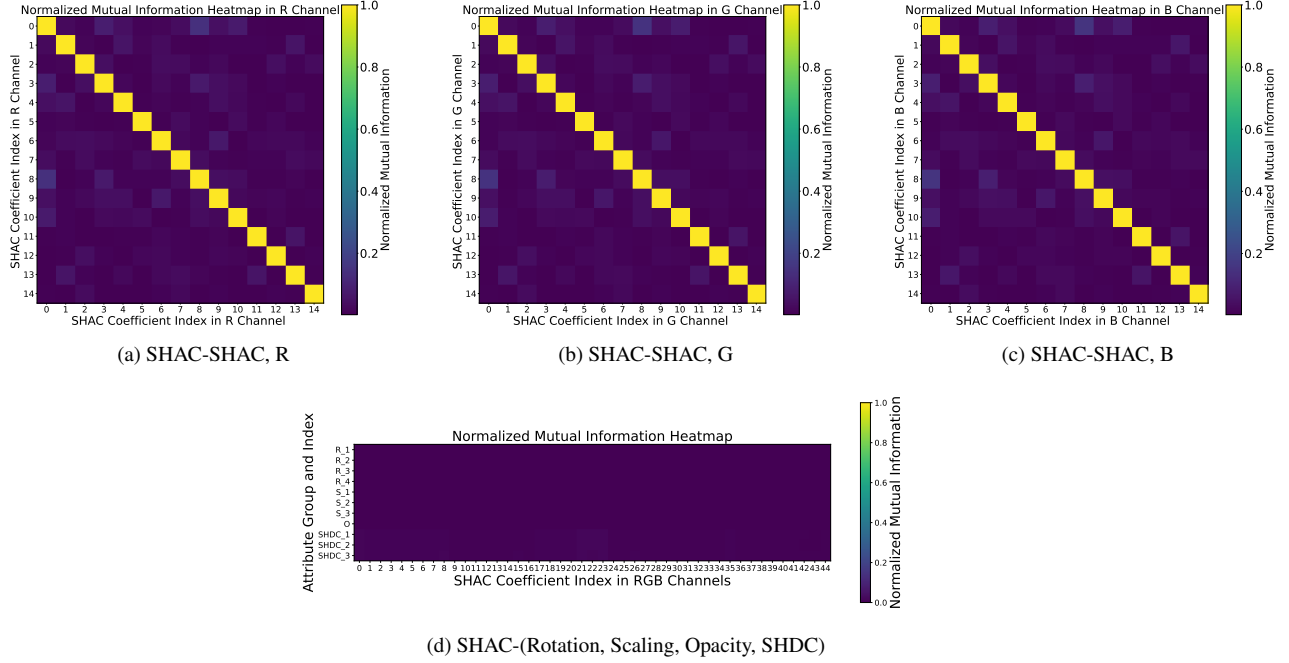 Normalized Mutual Information Heatmap in R Channel
SHAC Coefficient Index in R Channel
0
1
2
3
4
5
6
7
8
9
10
11
12
13
14
0 1 2 3 4 5 6 7 8 9 10 11 12 13 14
SHAC Coefficient Index in R Channel
1.0
0.8
0.6
0.4
0.2
Normalized Mutual Information
(a) SHAC-SHAC, R
Normalized Mutual Information Heatmap in G Channel
SHAC Coefficient Index in G Channel
0
1
2
3
4
5
6
7
8
9
10
11
12
13
14
0 1 2 3 4 5 6 7 8 9 10 11 12 13 14
SHAC Coefficient Index in G Channel
1.0
0.8
0.6
0.4
0.2
Normalized Mutual Information
(b) SHAC-SHAC, G
Normalized Mutual Information Heatmap in B Channel
SHAC Coefficient Index in B Channel
0
1
2
3
4
5
6
7
8
9
10
11
12
13
14
0 1 2 3 4 5 6 7 8 9 10 11 12 13 14
SHAC Coefficient Index in B Channel
1.0
0.8
0.6
0.4
0.2
Normalized Mutual Information
(c) SHAC-SHAC, B
Normalized Mutual Information Heatmap
Attribute Group and Index
R_1
R_2
R_3
R_4
S_1
S_2
S_3
O
SHDC_1
SHDC_2
SHDC_3
0 1 2 3 4 5 6 7 8 9 10 11 12 13 14 15 16 17 18 19 20 21 22 23 24 25 26 27 28 29 30 31 32 33 34 35 36 37 38 39 40 41 42 43 44
SHAC Coefficient Index in RGB Channels
1.0
0.8
0.6
0.4
0.2
0.0
Normalized Mutual Information
(d) SHAC-(Rotation, Scaling, Opacity, SHDC)